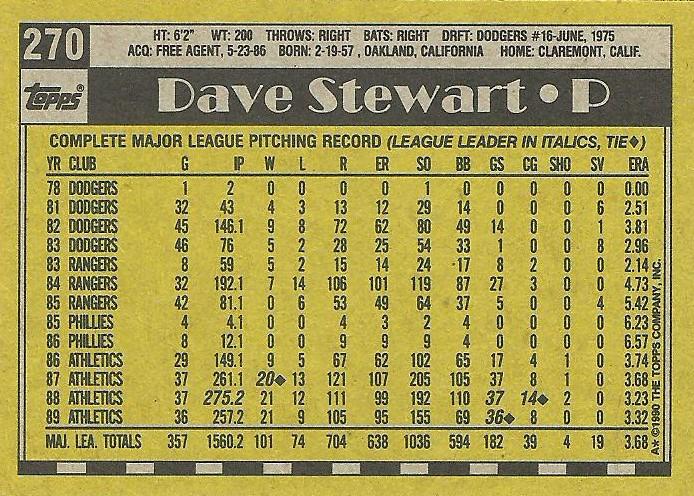 270
HT: 6'2" WT: 200 THROWS: RIGHT BATS: RIGHT DRFT: DODGERS #16-JUNE, 1975
ACQ: FREE AGENT, 5-23-86 BORN: 2-19-57, OAKLAND, CALIFORNIA HOME: CLAREMONT, CALIF.
topps® Dave Stewart • P
COMPLETE MAJOR LEAGUE PITCHING RECORD (LEAGUE LEADER IN ITALICS, TIE♦)
YR CLUB G IP W L R ER SO BB GS CG SHO SV ERA
78 DODGERS 1 2 0 0 0 0 1 0 0 0 0 0 0.00
81 DODGERS 32 43 4 3 13 12 29 14 0 0 0 6 2.51
82 DODGERS 45 146.1 9 8 72 62 80 49 14 0 0 1 3.81
83 DODGERS 46 76 5 2 28 25 54 33 1 0 0 8 2.96
83 RANGERS 8 59 5 2 15 14 24 17 8 2 0 0 2.14
84 RANGERS 32 192.1 7 14 106 101 119 87 27 3 0 0 4.73
85 RANGERS 42 81.1 0 6 53 49 64 37 5 0 0 4 5.42
85 PHILLIES 4 4.1 0 0 4 3 2 4 0 0 0 0 6.23
86 PHILLIES 8 12.1 0 0 9 9 9 4 0 0 0 0 6.57
86 ATHLETICS 29 149.1 9 5 67 62 102 65 17 4 1 0 3.74
87 ATHLETICS 37 261.1 20♦ 13 121 107 205 105 37 8 1 0 3.68
88 ATHLETICS 37 275.2 21 12 111 99 192 110 37 14♦ 2 0 3.23
89 ATHLETICS 36 257.2 21 9 105 95 155 69 36♦ 8 0 0 3.32
MAJ. LEA. TOTALS 357 1560.2 101 74 704 638 1036 594 182 39 4 19 3.68
A* ©1990 THE TOPPS COMPANY, INC.